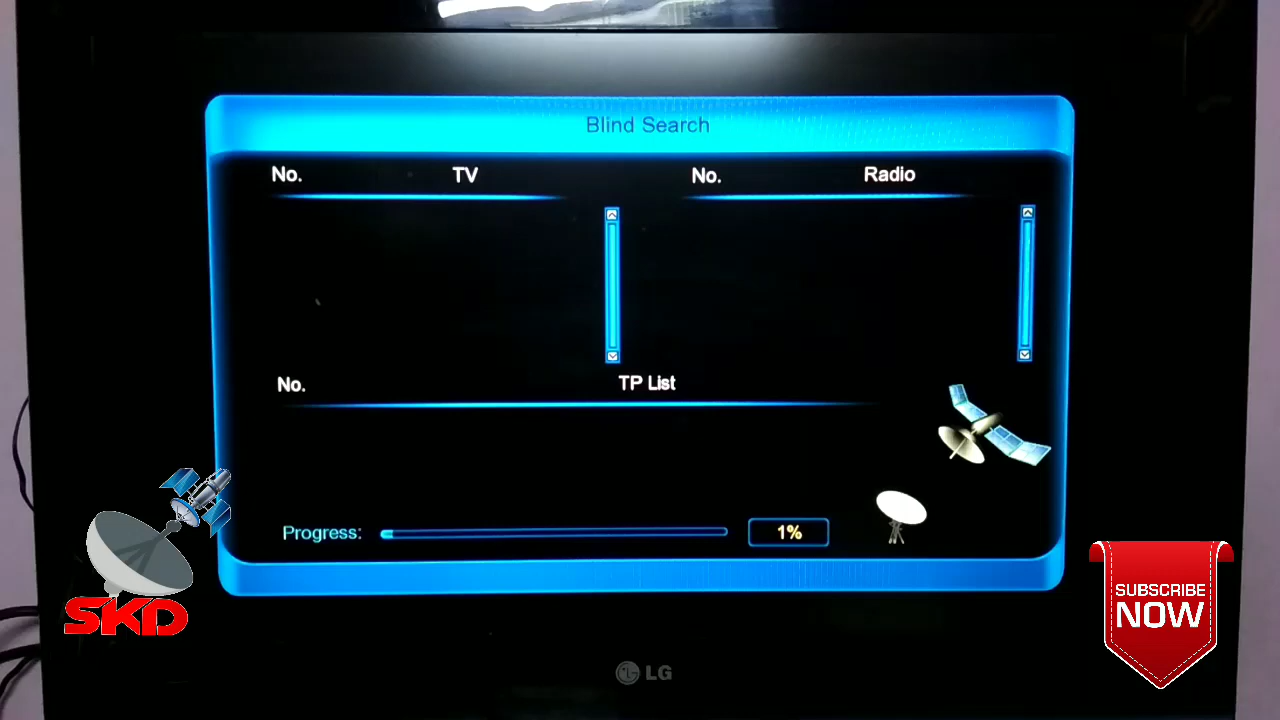 Blind Search
No. TV No. Radio
No. TP List
Progress: 1%
SKD
SUBSCRIBE
NOW
LG